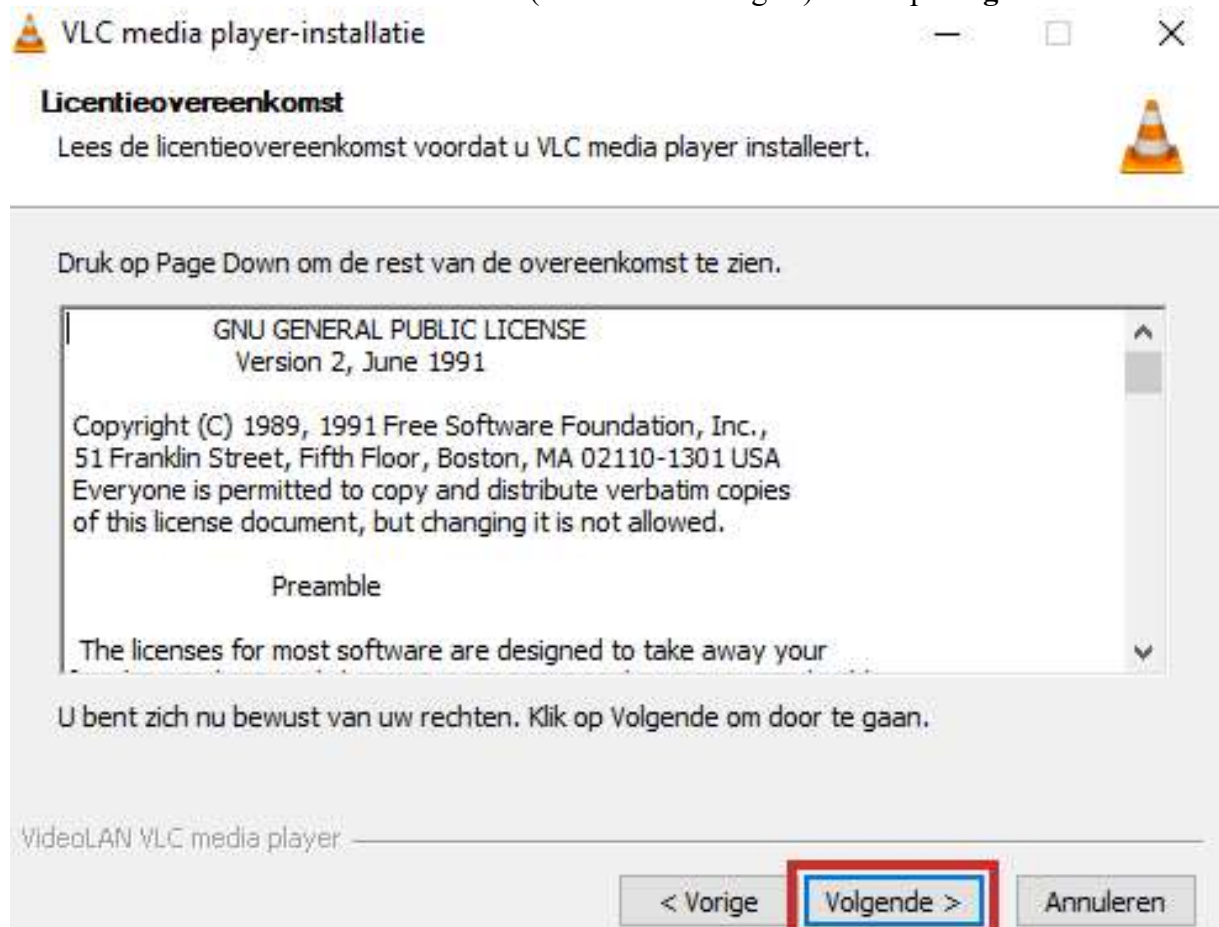 VLC media player-installatie
Licentieovereenkomst
Lees de licentieovereenkomst voordat u VLC media player installeert.
Druk op Page Down om de rest van de overeenkomst te zien.
GNU GENERAL PUBLIC LICENSE
Version 2, June 1991
Copyright (C) 1989, 1991 Free Software Foundation, Inc.,
51 Franklin Street, Fifth Floor, Boston, MA 02110-1301 USA
Everyone is permitted to copy and distribute verbatim copies
of this license document, but changing it is not allowed.
Preamble
The licenses for most software are designed to take away your
U bent zich nu bewust van uw rechten. Klik op Volgende om door te gaan.
VideoLAN VLC media player
< Vorige
Volgende >
Annuleren